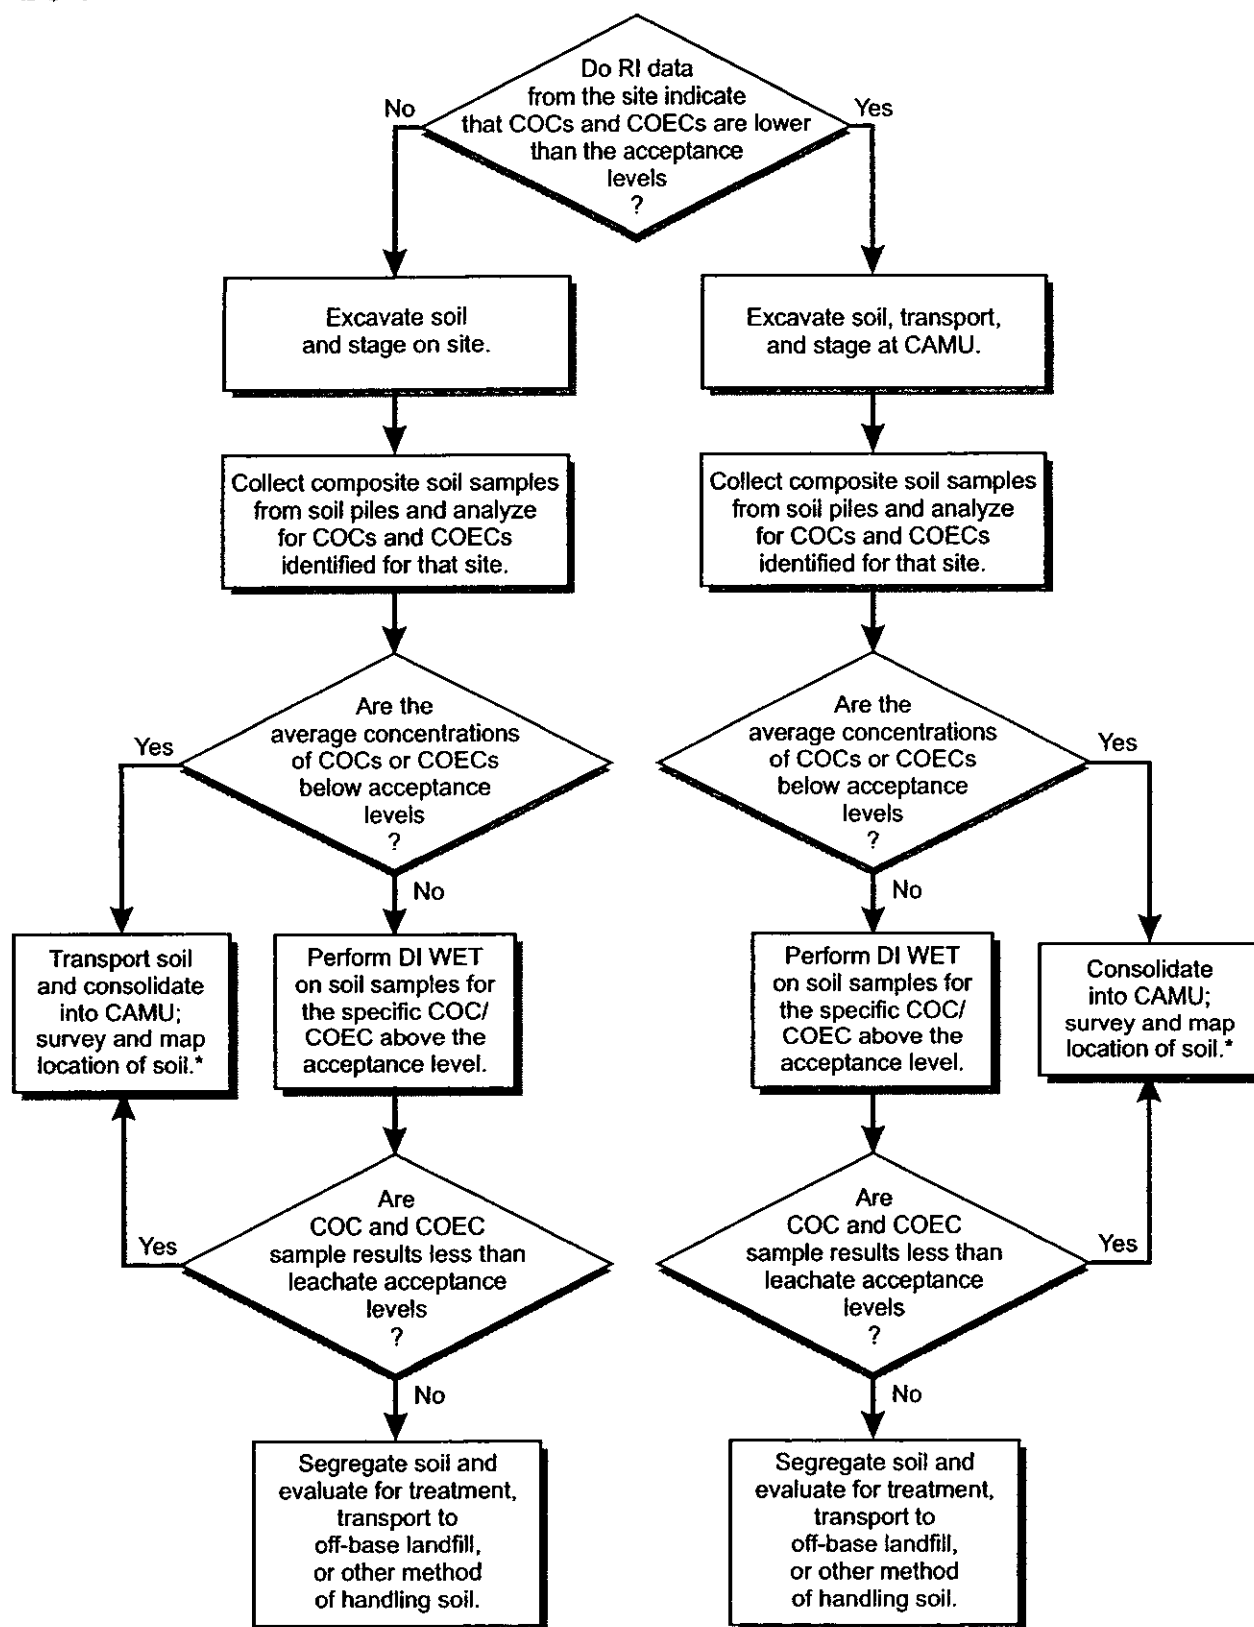 Do RI data
from the site indicate
that COCs and COECs are lower
than the acceptance
levels
?
No
Yes
Excavate soil
and stage on site.
Excavate soil, transport,
and stage at CAMU.
Collect composite soil samples
from soil piles and analyze
for COCs and COECs
identified for that site.
Collect composite soil samples
from soil piles and analyze
for COCs and COECs
identified for that site.
Are the
average concentrations
of COCs or COECs
below acceptance
levels
?
Yes
No
Are the
average concentrations
of COCs or COECs
below acceptance
levels
?
Yes
No
Transport soil
and consolidate
into CAMU;
survey and map
location of soil.*
Perform DI WET
on soil samples for
the specific COC/
COEC above the
acceptance level.
Perform DI WET
on soil samples for
the specific COC/
COEC above the
acceptance level.
Consolidate
into CAMU;
survey and map
location of soil.*
Are
COC and COEC
sample results less than
leachate acceptance
levels
?
Yes
No
Are
COC and COEC
sample results less than
leachate acceptance
levels
?
Yes
No
Segregate soil and
evaluate for treatment,
transport to
off-base landfill,
or other method
of handling soil.
Segregate soil and
evaluate for treatment,
transport to
off-base landfill,
or other method
of handling soil.